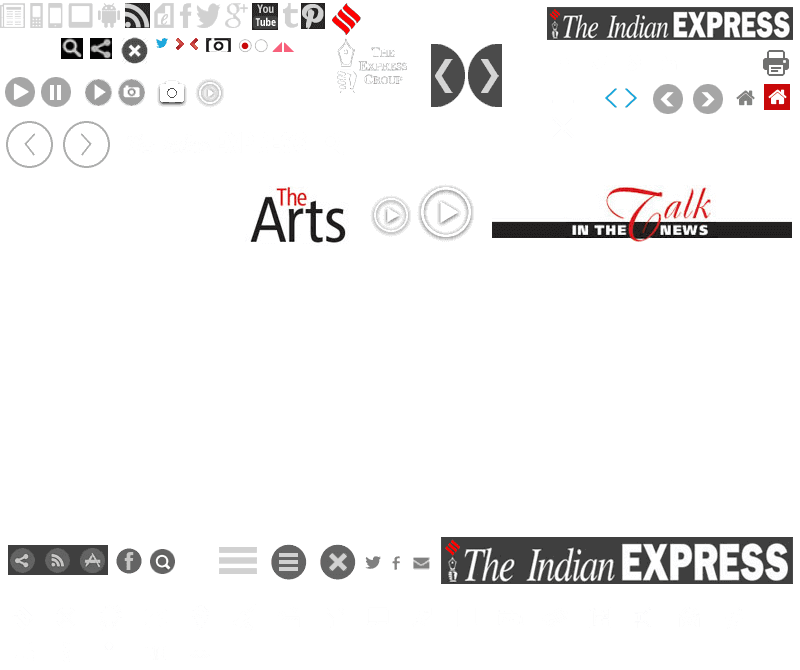 You
Tube
The Indian EXPRESS
THE
EXPRESS
GROUP
The
Arts
Talk
IN THE NEWS
The Indian EXPRESS